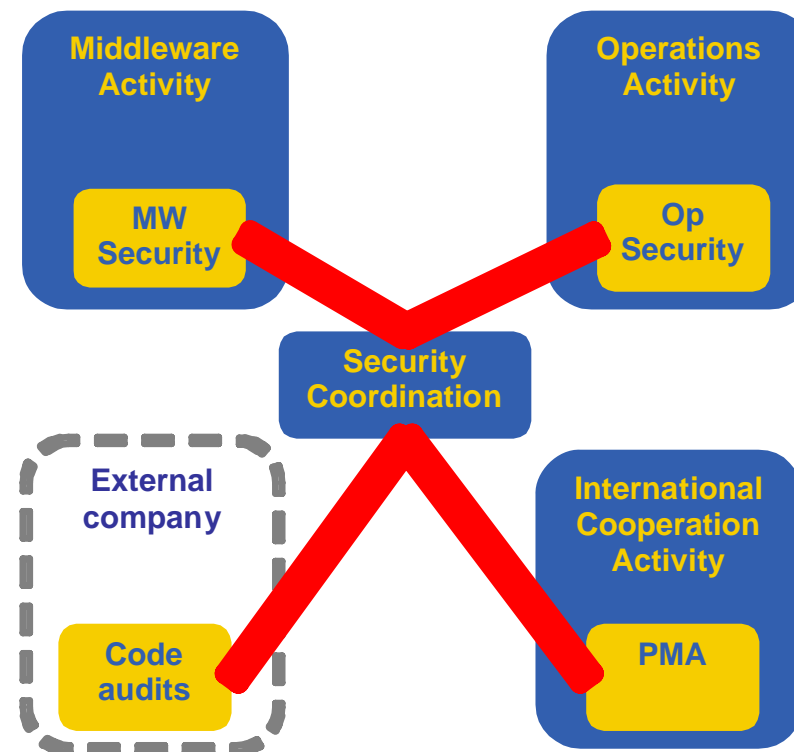 Middleware
Activity
MW
Security
Operations
Activity
Op
Security
Security
Coordination
External
company
Code
audits
International
Cooperation
Activity
PMA